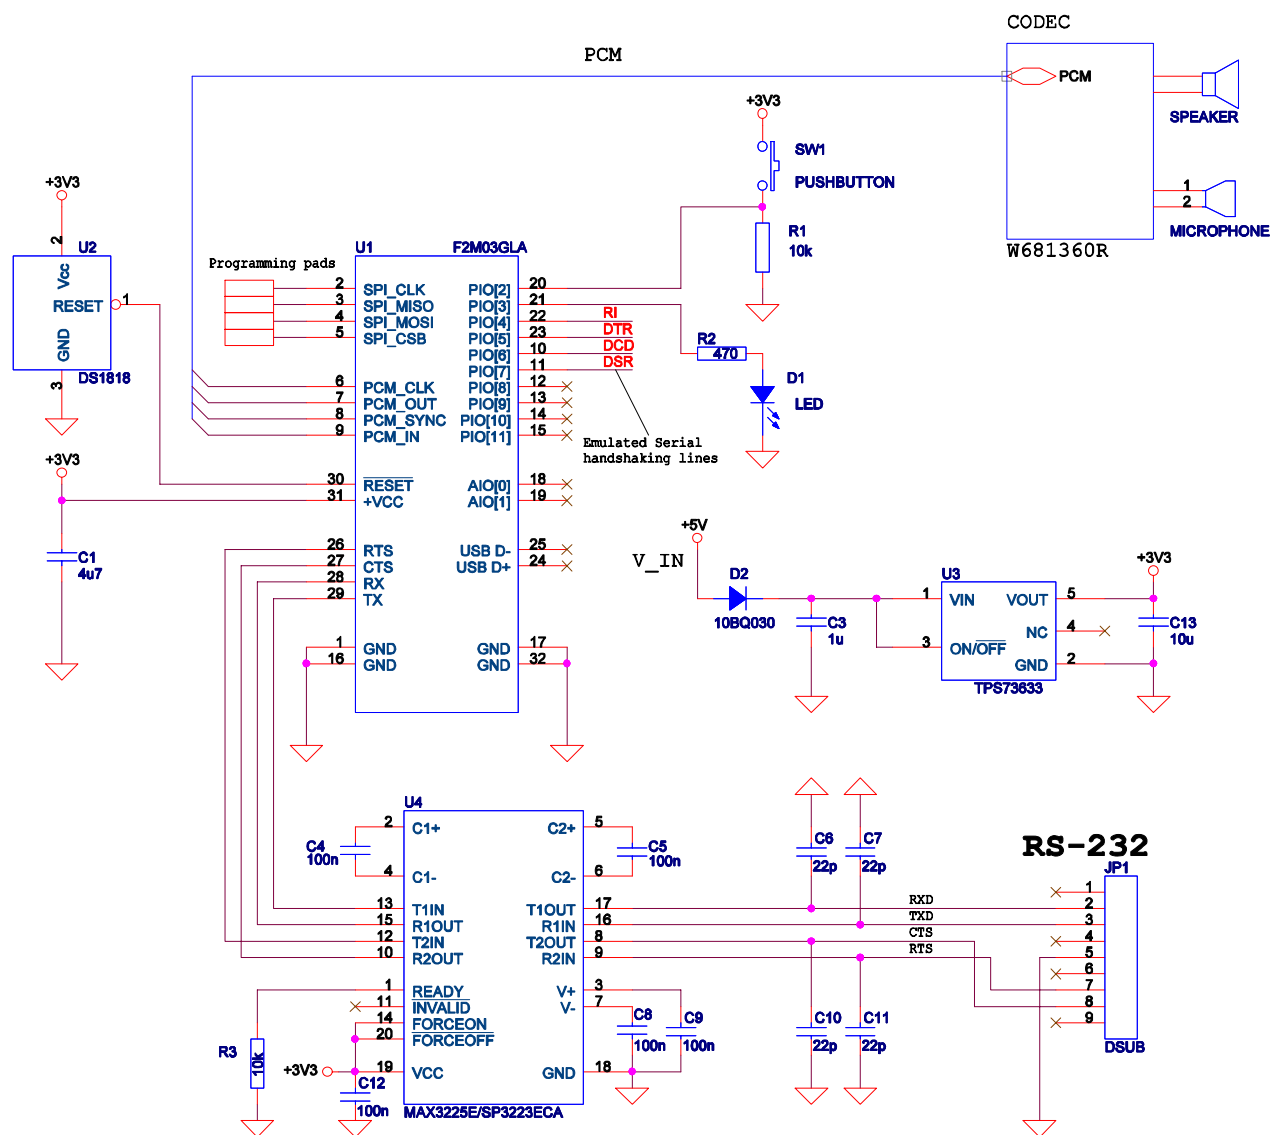 CODEC
PCM
PCM
SPEAKER
1
2
MICROPHONE
W681360R
+3V3
SW1
PUSHBUTTON
R1
10k
+3V3
2
U2
Vcc
RESET
1
GND
3
DS1818
Programming pads
U1
F2M03GLA
2 SPI_CLK PIO[2] 20
3 SPI_MISO PIO[3] 21
4 SPI_MOSI PIO[4] 22 RI
5 SPI_CSB PIO[5] 23 DTR
PIO[6] 10 DCD
PIO[7] 11 DSR
6 PCM_CLK PIO[8] 12
7 PCM_OUT PIO[9] 13
8 PCM_SYNC PIO[10] 14
9 PCM_IN PIO[11] 15
R2
470
D1
LED
Emulated Serial
handshaking lines
+3V3
30 RESET AIO[0] 18
31 +VCC AIO[1] 19
C1
4u7
26 RTS USB D- 25
27 CTS USB D+ 24
28 RX
29 TX
1 GND GND 17
16 GND GND 32
+5V
V_IN
D2
10BQ030
C3
1u
U3
1 VIN VOUT 5
NC 4
3 ON/OFF
GND 2
TPS73633
+3V3
C13
10u
U4
2 C1+ C2+ 5
C4
100n
C5
100n
4 C1- C2- 6
13 T1IN T1OUT 17
15 R1OUT R1IN 16
12 T2IN T2OUT 8
10 R2OUT R2IN 9
1 READY V+ 3
11 INVALID V- 7
14 FORCEON
20 FORCEOFF
19 VCC GND 18
MAX3225E/SP3223ECA
R3
10k
+3V3
C12
100n
C8
100n
C9
100n
C6
22p
C7
22p
RXD
TXD
CTS
RTS
C10
22p
C11
22p
RS-232
JP1
1
2
3
4
5
6
7
8
9
DSUB